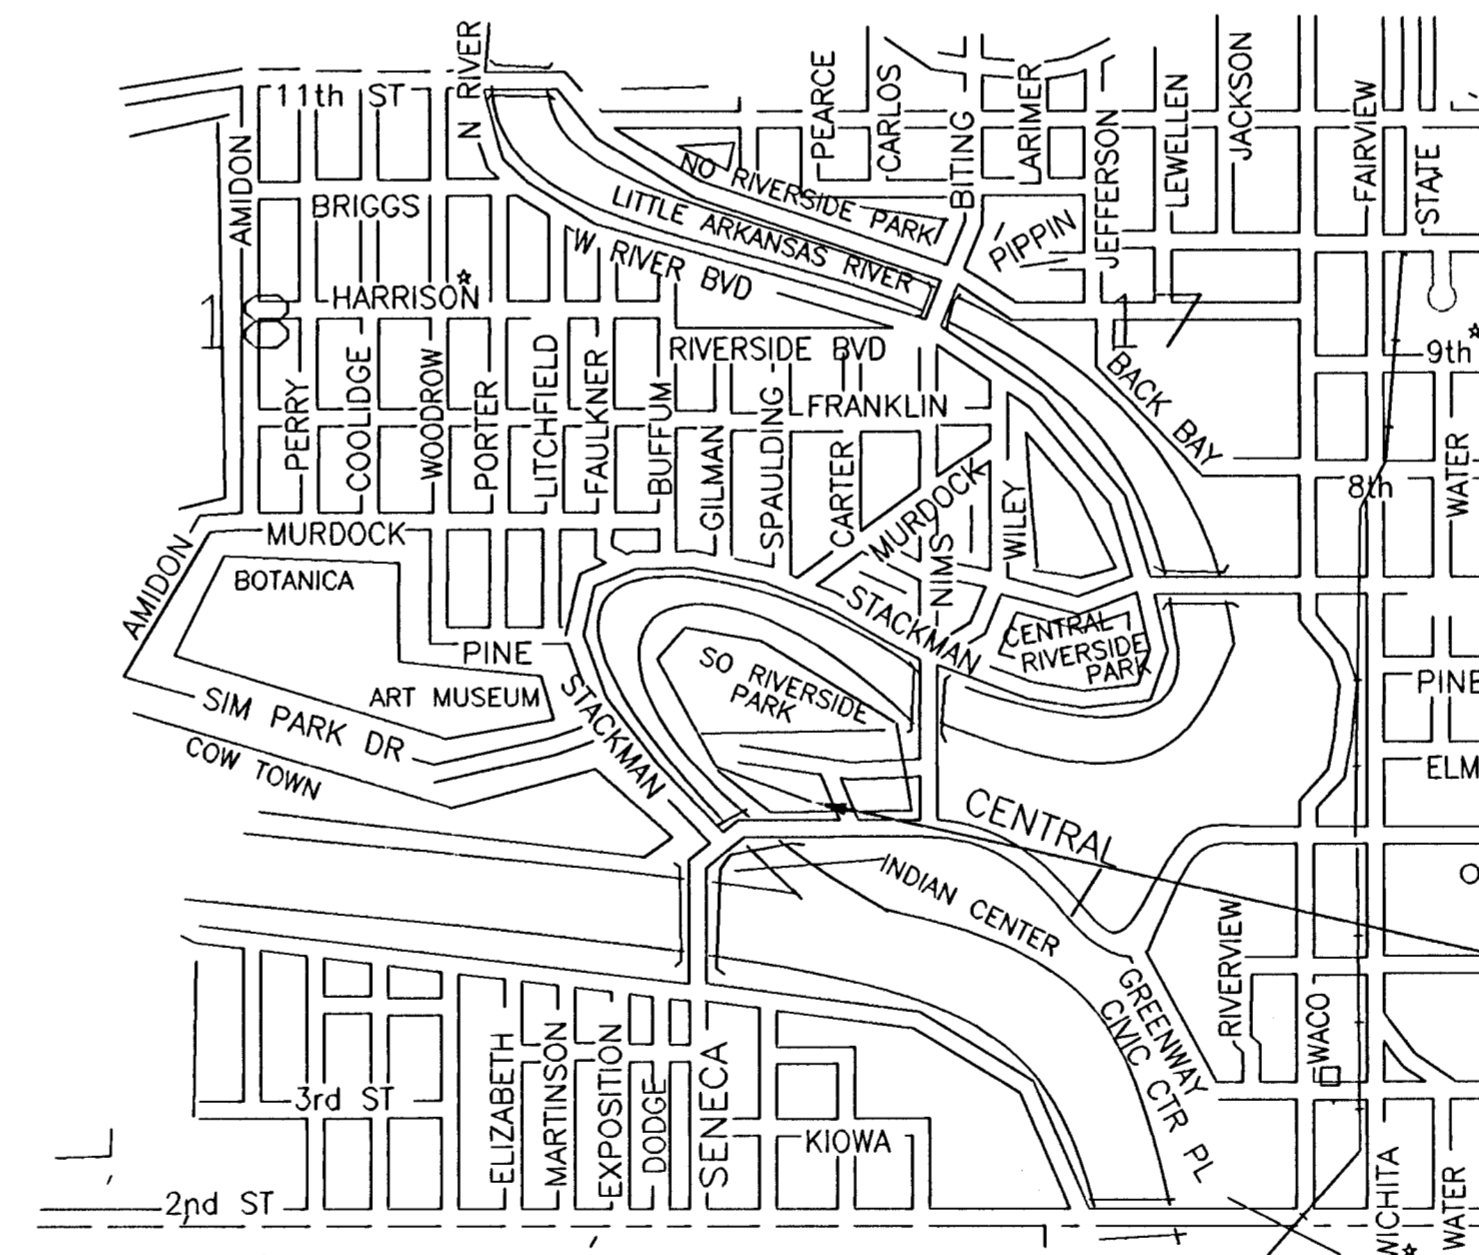 RIVER
N
11th ST
AMIDON
BRIGGS
HARRISON
18
PERRY
COOLIDGE
WOODROW
PORTER
LITCHFIELD
FAULKNER
BUFFUM
GILMAN
SPAULDING
CARTER
PEARCE
CARLOS
BITING
LARIMER
JEFFERSON
LEWELLEN
JACKSON
FAIRVIEW
STATE
NO RIVERSIDE PARK
LITTLE ARKANSAS RIVER
W RIVER BVD
PIPPIN
17
RIVERSIDE BVD
FRANKLIN
BACK BAY
9th
8th
WATER
MURDOCK
WILEY
NIMS
STACKMAN
MURDOCK
AMIDON
BOTANICA
PINE
ART MUSEUM
SIM PARK DR
COW TOWN
STACKMAN
SO RIVERSIDE
PARK
CENTRAL
RIVERSIDE
PARK
PINE
ELM
CENTRAL
INDIAN CENTER
GREENWAY
CIVIC CTR PL
RIVERVIEW
WACO
3rd ST
ELIZABETH
MARTINSON
EXPOSITION
DODGE
SENECA
KIOWA
2nd ST
WICHITA
WATER